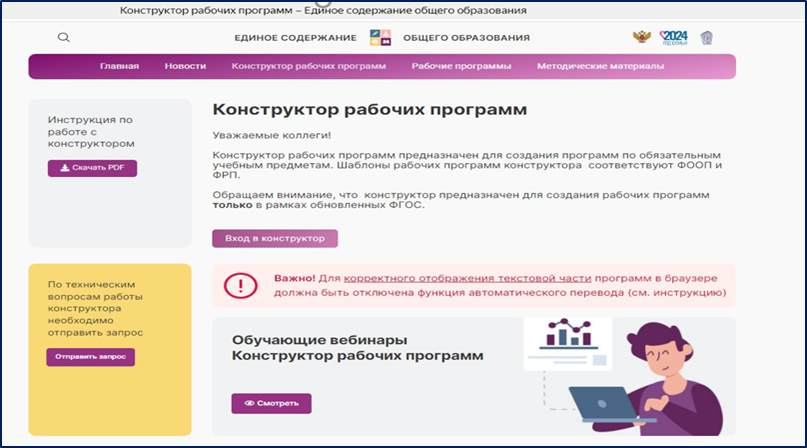 Конструктор рабочих программ – Единое содержание общего образования
ЕДИНОЕ СОДЕРЖАНИЕ ОБЩЕГО ОБРАЗОВАНИЯ
2024
Главная Новости Конструктор рабочих программ Рабочие программы Методические материалы
Инструкция по
работе с
конструктором
Скачать PDF
Конструктор рабочих программ
Уважаемые коллеги!
Конструктор рабочих программ предназначен для создания программ по обязательным
учебным предметам. Шаблоны рабочих программ конструктора соответствуют ФООП и
ФРП.
Обращаем внимание, что конструктор предназначен для создания рабочих программ
только в рамках обновленных ФГОС.
Вход в конструктор
По техническим
вопросам работы
конструктора
необходимо
отправить запрос
Отправить запрос
Важно! Для корректного отображения текстовой части программ в браузере
должна быть отключена функция автоматического перевода (см. инструкцию)
Обучающие вебинары
Конструктор рабочих программ
Смотреть